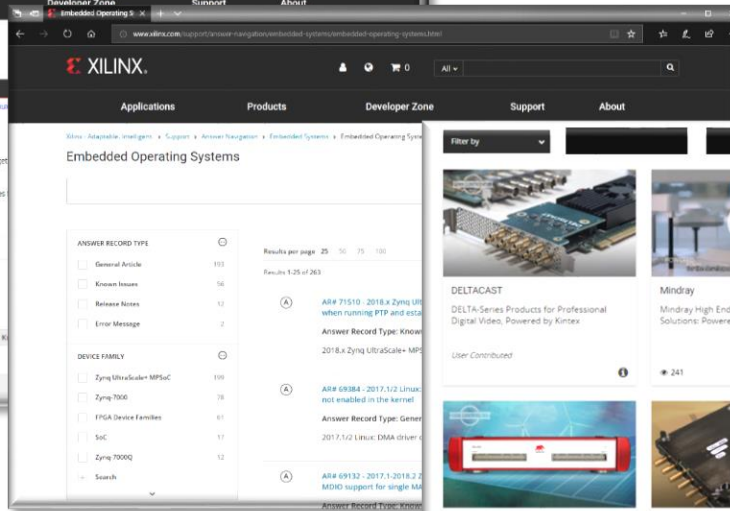 Developer Zone Support About
Embedded Operating S
www.xilinx.com/support/answer-navigation/embedded-systems/embedded-operating-systems.html
XILINX.
0
All
Applications Products Developer Zone Support About
Xilinx - Adaptable. Intelligent. > Support > Answer Navigation > Embedded Systems > Embedded Operating Syste
Embedded Operating Systems
ANSWER RECORD TYPE
General Article 193
Known Issues 56
Release Notes 12
Error Message 2
DEVICE FAMILY
Zynq UltraScale+ MPSoC 199
Zynq-7000 78
FPGA Device Families 61
SoC 17
Zynq-7000Q 12
Search
Results per page 25 50 75 100
Results 1-25 of 263
A
AR# 71510 - 2018.x Zynq Ult
when running PTP and esta
Answer Record Type: Known
2018.x Zynq UltraScale+ MPS
A
AR# 69384 - 2017.1/2 Linux:
not enabled in the kernel
Answer Record Type: Gener
2017.1/2 Linux: DMA driver
A
AR# 69132 - 2017.1-2018.2 Z
MDIO support for single MA
Answer Record Type: Known
Filter by
DELTACAST
DELTA-Series Products for Professional
Digital Video, Powered by Kintex
User Contributed
Mindray
Mindray High End
Solutions: Powere
241